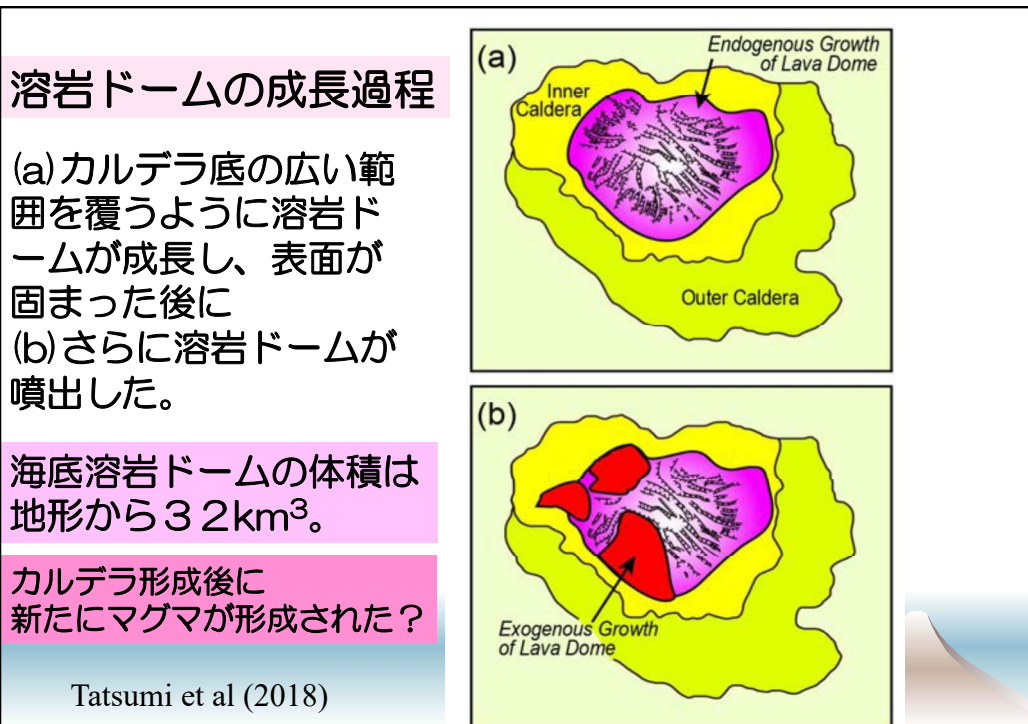 溶岩ドームの成長過程
(a)カルデラ底の広い範
囲を覆うように溶岩ド
ームが成長し、表面が
固まった後に
(b)さらに溶岩ドームが
噴出した。
海底溶岩ドームの体積は
地形から32km³。
カルデラ形成後に
新たにマグマが形成された？
Tatsumi et al (2018)
(a)
Endogenous Growth
of Lava Dome
Inner
Caldera
Outer Caldera
(b)
Exogenous Growth
of Lava Dome